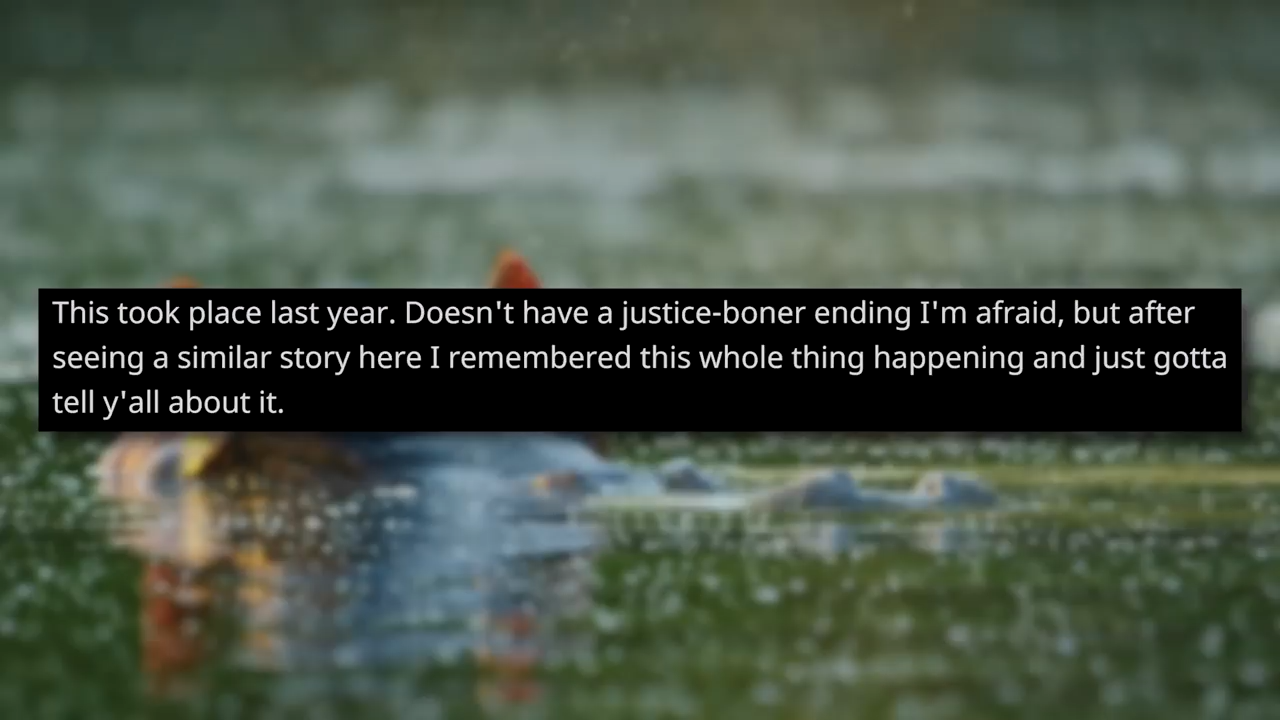 This took place last year. Doesn't have a justice-boner ending I'm afraid, but after
seeing a similar story here I remembered this whole thing happening and just gotta
tell y'all about it.